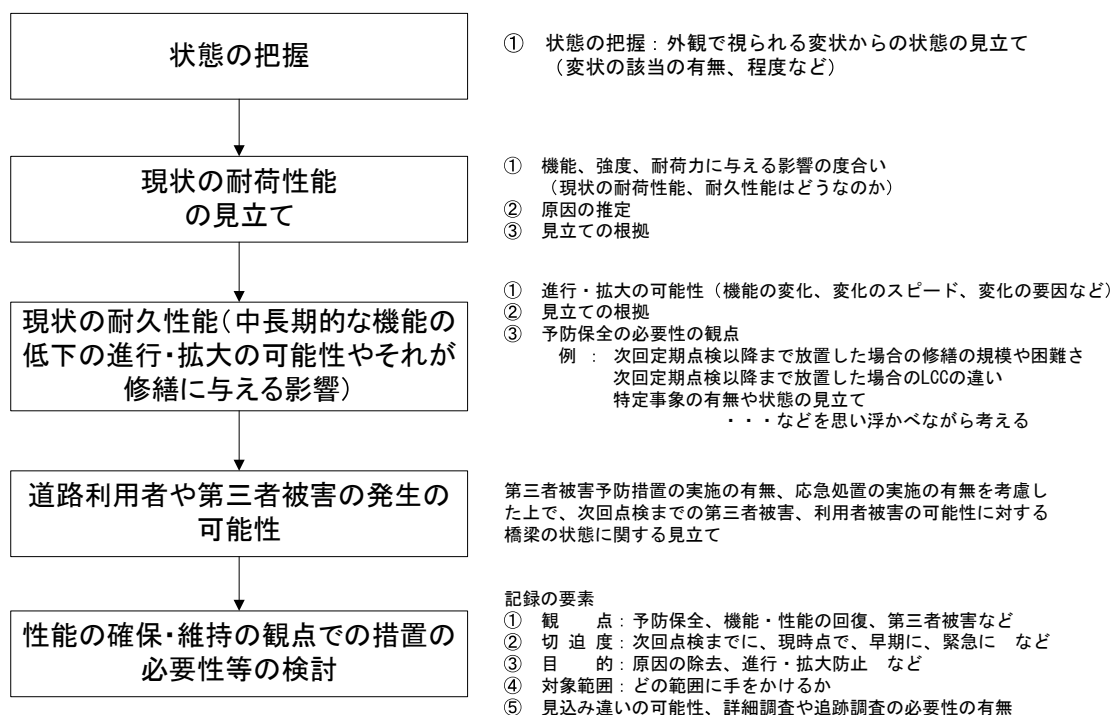 状態の把握
① 状態の把握：外観で視られる変状からの状態の見立て
（変状の該当の有無、程度など）
現状の耐荷性能
の見立て
① 機能、強度、耐荷力に与える影響の度合い
（現状の耐荷性能、耐久性能はどうなのか）
② 原因の推定
③ 見立ての根拠
現状の耐久性能（中長期的な機能の
低下の進行・拡大の可能性やそれが
修繕に与える影響）
① 進行・拡大の可能性（機能の変化、変化のスピード、変化の要因など）
② 見立ての根拠
③ 予防保全の必要性の観点
例 ： 次回定期点検以降まで放置した場合の修繕の規模や困難さ
次回定期点検以降まで放置した場合のLCCの違い
特定事象の有無や状態の見立て
・・・などを思い浮かべながら考える
道路利用者や第三者被害の発生の
可能性
第三者被害予防措置の実施の有無、応急処置の実施の有無を考慮し
た上で、次回点検までの第三者被害、利用者被害の可能性に対する
橋梁の状態に関する見立て
性能の確保・維持の観点での措置の
必要性等の検討
記録の要素
① 観　　点：予防保全、機能・性能の回復、第三者被害など
② 切 迫 度：次回点検までに、現時点で、早期に、緊急に　など
③ 目　　的：原因の除去、進行・拡大防止　など
④ 対象範囲：どの範囲に手をかけるか
⑤ 見込み違いの可能性、詳細調査や追跡調査の必要性の有無